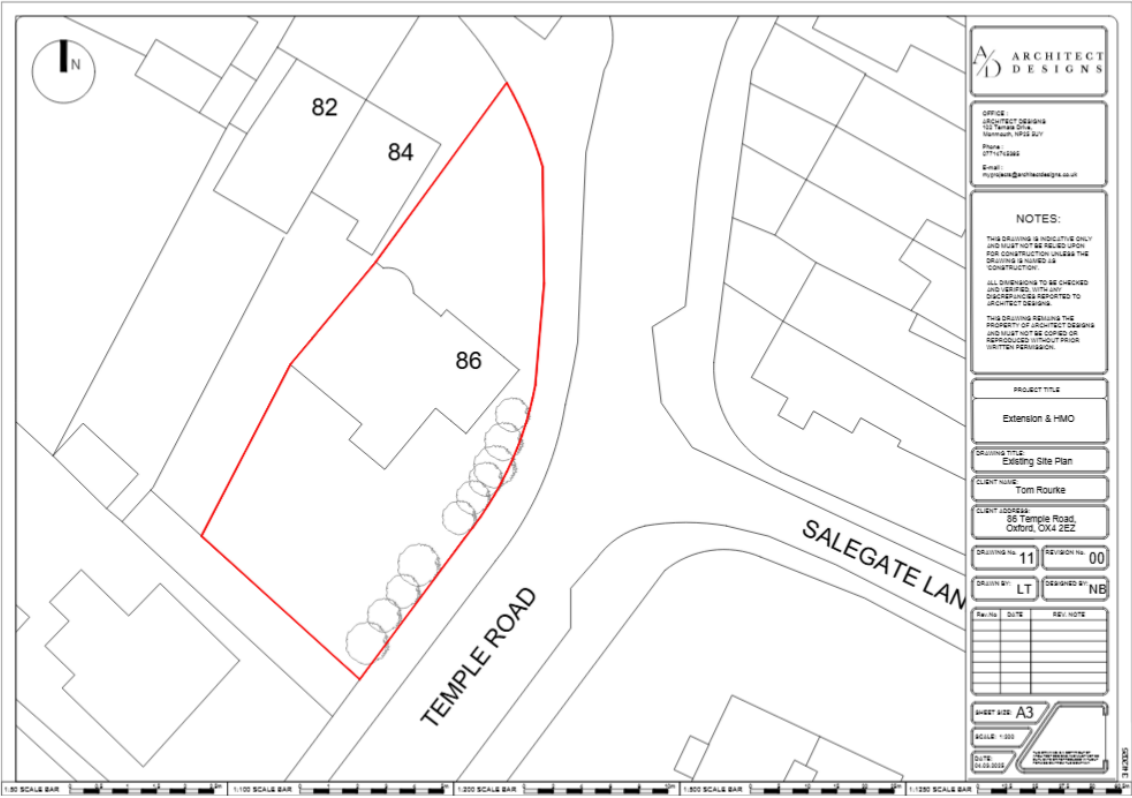 N
82
84
86
TEMPLE ROAD
SALEGATE LAN
A/D ARCHITECT
DESIGNS
OFFICE :
ARCHITECT DESIGNS
Phone :
E-mail :
myprojects@architectdesigns.co.uk
NOTES:
THIS DRAWING IS INDICATIVE ONLY
AND MUST NOT BE RELIED UPON
FOR CONSTRUCTION UNLESS THE
DRAWING IS NAMED AS
'CONSTRUCTION'.
ALL DIMENSIONS TO BE CHECKED
AND VERIFIED, WITH ANY
DISCREPANCIES REPORTED TO
ARCHITECT DESIGNS.
THIS DRAWING REMAINS THE
PROPERTY OF ARCHITECT DESIGNS
AND MUST NOT BE COPIED OR
REPRODUCED WITHOUT PRIOR
WRITTEN PERMISSION.
PROJECT TITLE
Extension & HMO
DRAWING TITLE:
Existing Site Plan
CLIENT NAME:
Tom Rourke
CLIENT ADDRESS:
86 Temple Road,
Oxford, OX4 2EZ
DRAWING No. 11
REVISION No. 00
DRAWN BY: LT
DESIGNED BY: NB
Rev.No DATE REV. NOTE
SHEET SIZE: A3
SCALE:
DATE:
1:50 SCALE BAR
1:100 SCALE BAR
1:200 SCALE BAR
1:500 SCALE BAR
1:1250 SCALE BAR